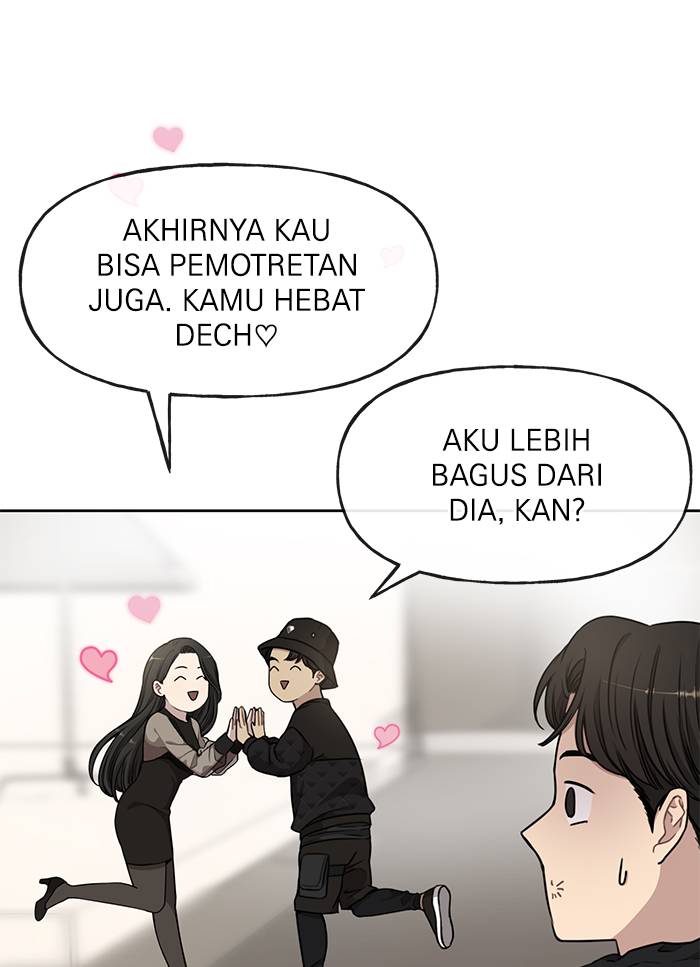 AKHIRNYA KAU
BISA PEMOTRETAN
JUGA. KAMU HEBAT
DECH♡
AKU LEBIH
BAGUS DARI
DIA, KAN?